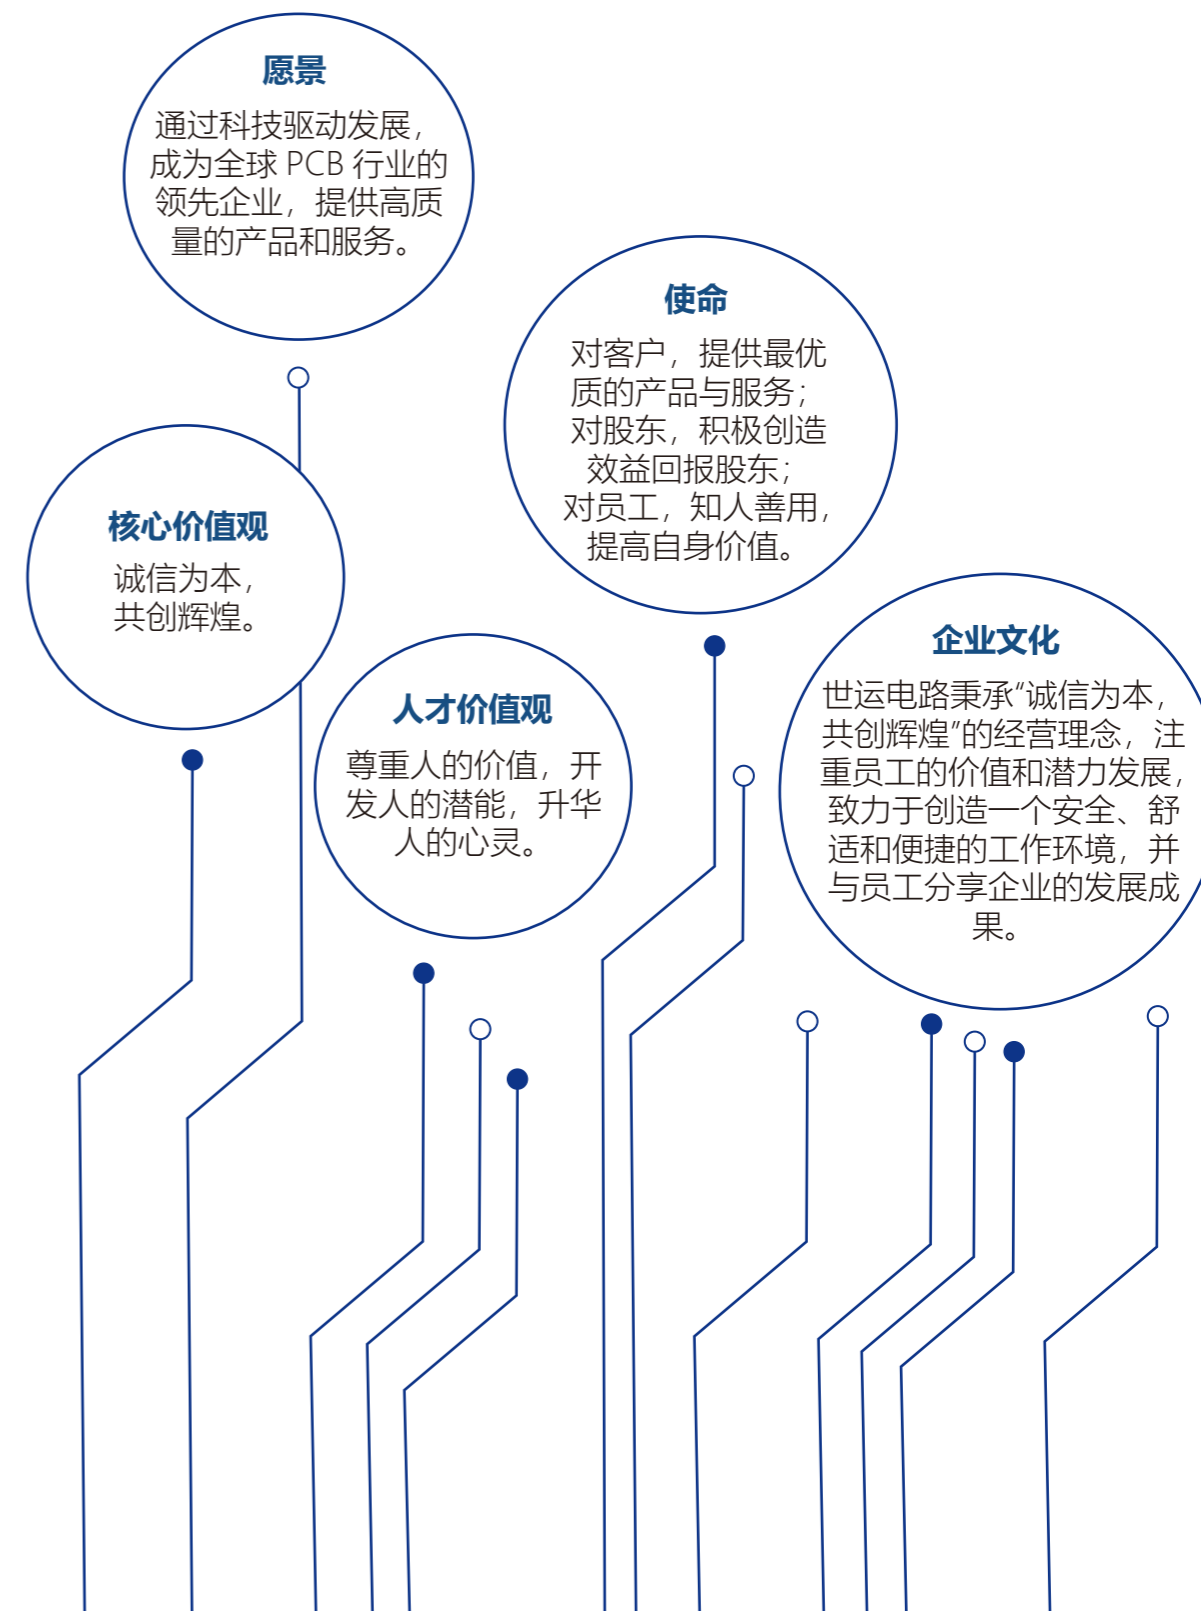 愿景
通过科技驱动发展，
成为全球 PCB 行业的
领先企业，提供高质
量的产品和服务。
使命
对客户，提供最优
质的产品与服务；
对股东，积极创造
效益回报股东；
对员工，知人善用，
提高自身价值。
核心价值观
诚信为本，
共创辉煌。
人才价值观
尊重人的价值，开
发人的潜能，升华
人的心灵。
企业文化
世运电路秉承“诚信为本，
共创辉煌”的经营理念，注
重员工的价值和潜力发展，
致力于创造一个安全、舒
适和便捷的工作环境，并
与员工分享企业的发展成
果。